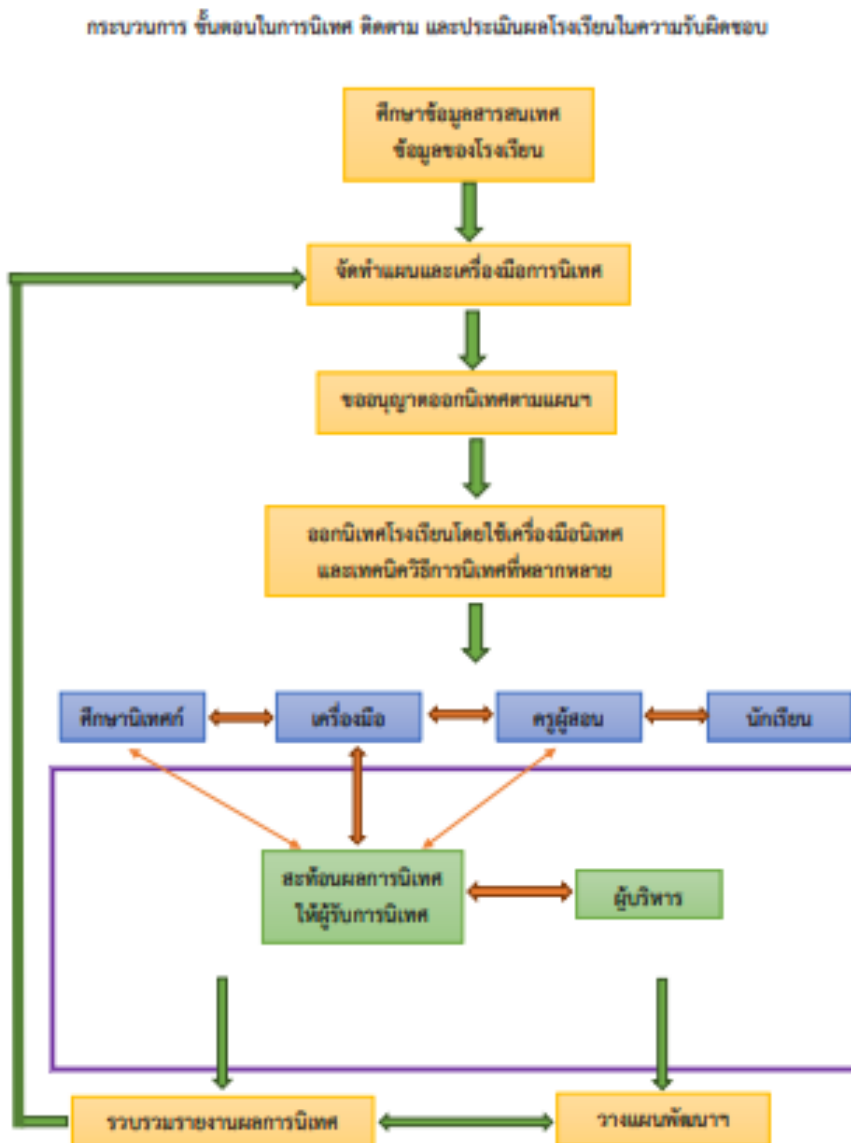 กระบวนการ ขั้นตอนในการนิเทศ ติดตาม และประเมินผลโรงเรียนในความรับผิดชอบ
ศึกษาข้อมูลสารสนเทศ
ข้อมูลของโรงเรียน
จัดทำแผนและเครื่องมือการนิเทศ
ขออนุญาตออกนิเทศตามแผนฯ
ออกนิเทศโรงเรียนโดยใช้เครื่องมือนิเทศ
และเทคนิควิธีการนิเทศที่หลากหลาย
ศึกษานิเทศก์
เครื่องมือ
ครูผู้สอน
นักเรียน
สะท้อนผลการนิเทศ
ให้ผู้รับการนิเทศ
ผู้บริหาร
รวบรวมรายงานผลการนิเทศ
วางแผนพัฒนาฯ